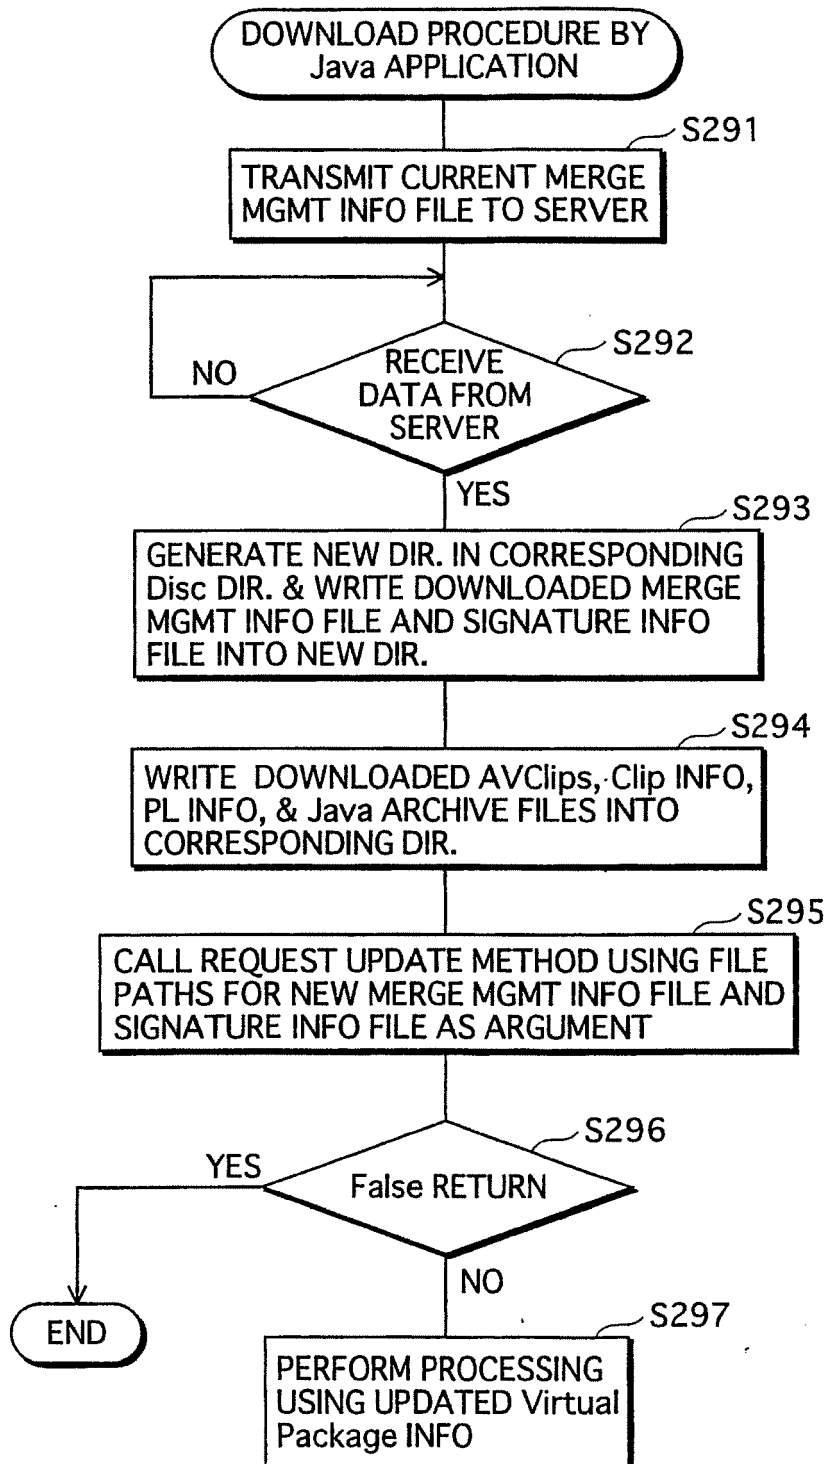 DOWNLOAD PROCEDURE BY
Java APPLICATION
S291
TRANSMIT CURRENT MERGE
MGMT INFO FILE TO SERVER
S292
NO
RECEIVE
DATA FROM
SERVER
YES
S293
GENERATE NEW DIR. IN CORRESPONDING
Disc DIR. & WRITE DOWNLOADED MERGE
MGMT INFO FILE AND SIGNATURE INFO
FILE INTO NEW DIR.
S294
WRITE DOWNLOADED AVClips, Clip INFO,
PL INFO, & Java ARCHIVE FILES INTO
CORRESPONDING DIR.
S295
CALL REQUEST UPDATE METHOD USING FILE
PATHS FOR NEW MERGE MGMT INFO FILE AND
SIGNATURE INFO FILE AS ARGUMENT
S296
YES
False RETURN
NO
END
S297
PERFORM PROCESSING
USING UPDATED Virtual
Package INFO